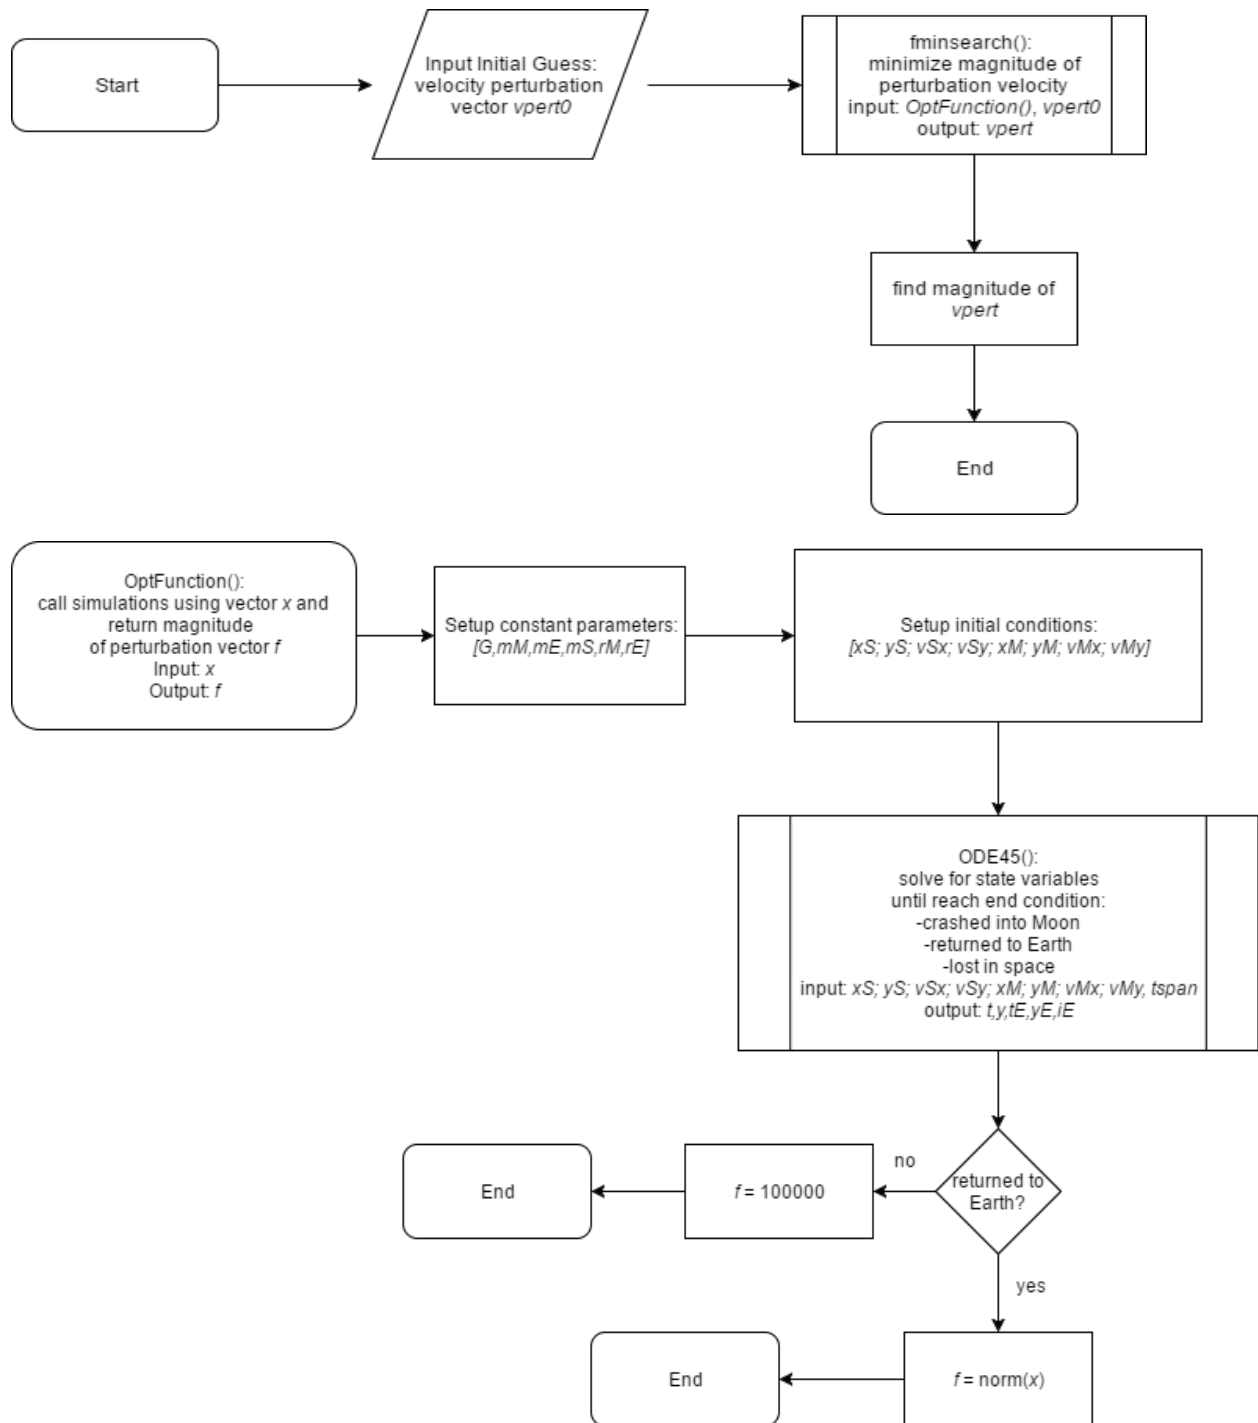 Start
Input Initial Guess:
velocity perturbation
vector vpert0
fminsearch():
minimize magnitude of
perturbation velocity
input: OptFunction(), vpert0
output: vpert
find magnitude of
vpert
End
OptFunction():
call simulations using vector x and
return magnitude
of perturbation vector f
Input: x
Output: f
Setup constant parameters:
[G,mM,mE,mS,rM,rE]
Setup initial conditions:
[xS; yS; vSx; vSy; xM; yM; vMx; vMy]
ODE45():
solve for state variables
until reach end condition:
-crashed into Moon
-returned to Earth
-lost in space
input: xS; yS; vSx; vSy; xM; yM; vMx; vMy, tspan
output: t,y,tE,yE,iE
returned to
Earth?
no
f = 100000
End
yes
f = norm(x)
End